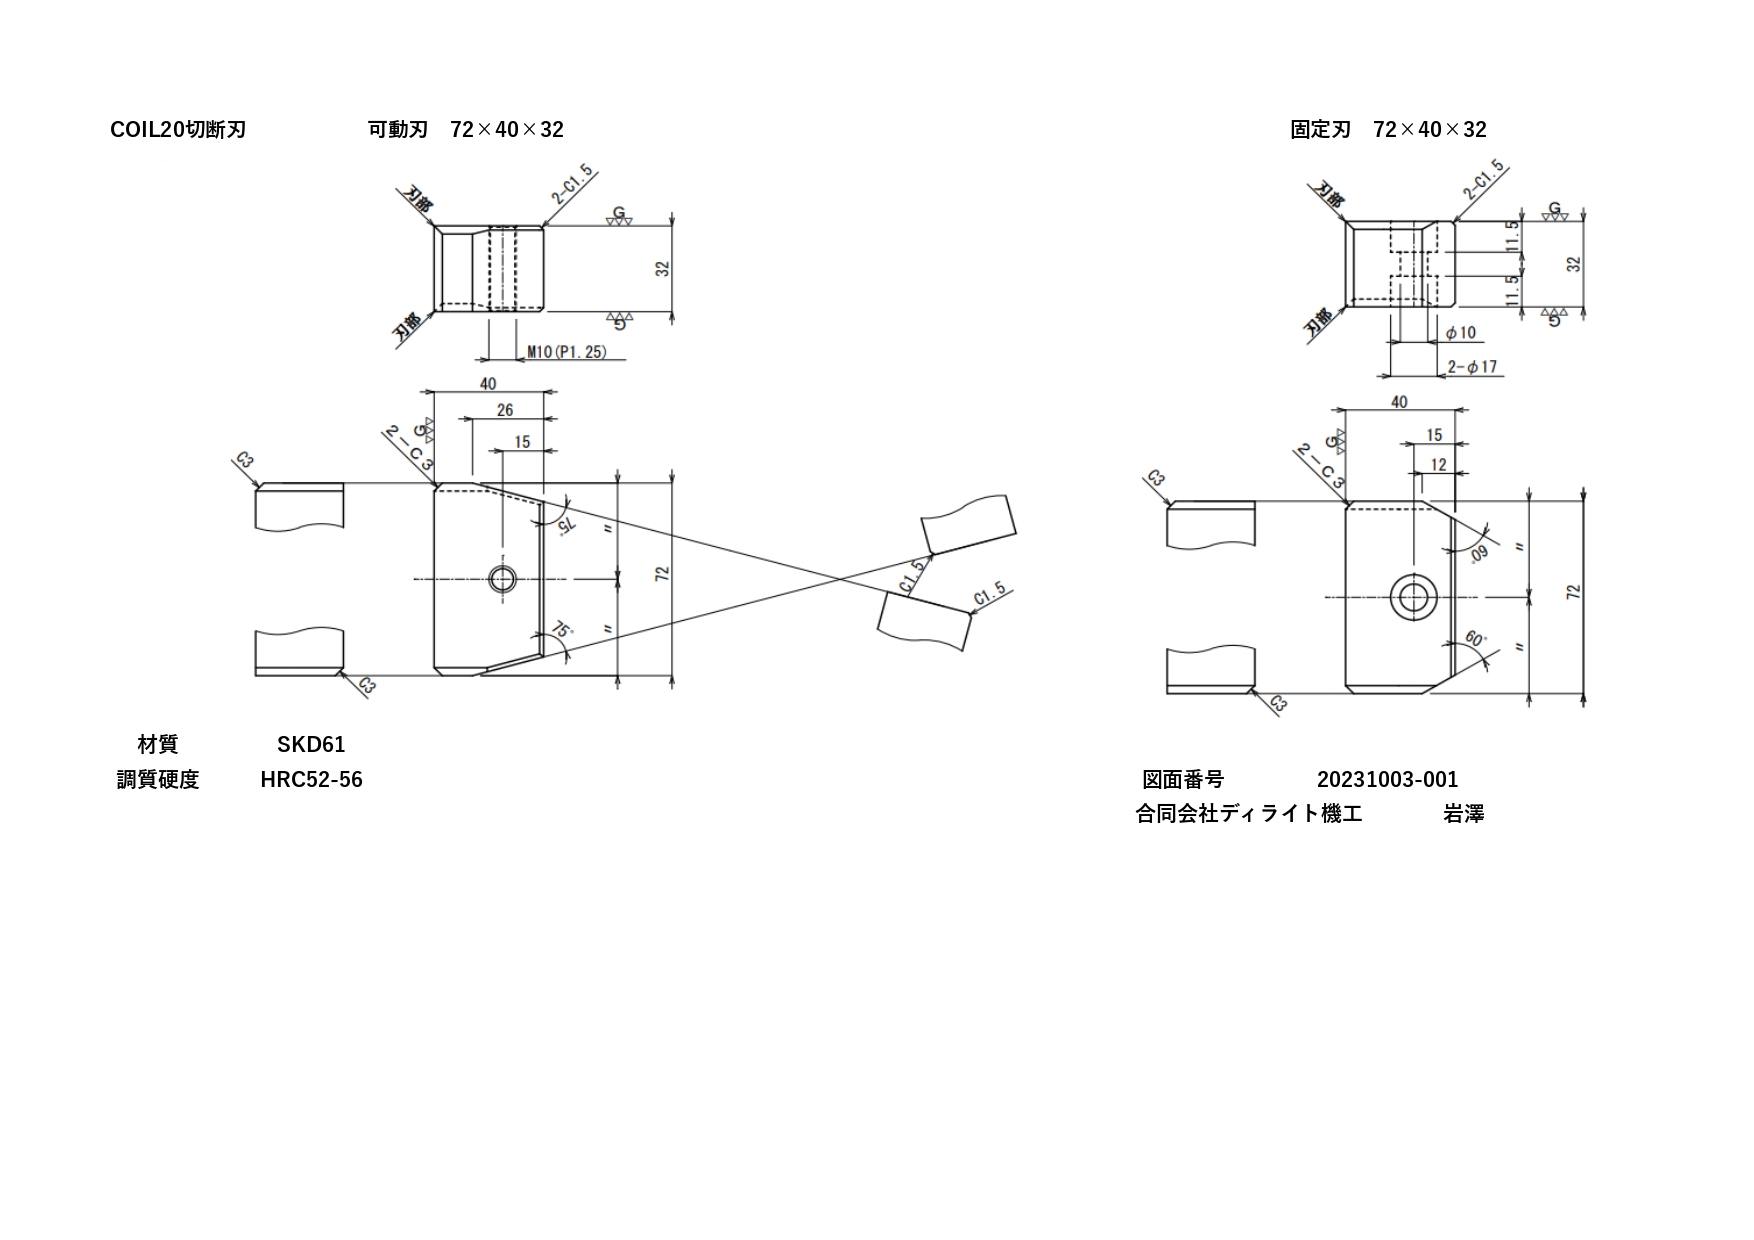 COIL20切断刃
可動刃 72×40×32
固定刃 72×40×32
刃部
2-C1.5
G
32
刃部
G
M10(P1.25)
40
26
15
G
2-C3
C3
75°
〃
72
75°
〃
C3
C1.5
C1.5
刃部
2-C1.5
G
11.5
32
11.5
刃部
G
φ10
2-φ17
40
15
12
G
2-C3
C3
60°
〃
72
60°
〃
C3
材質 SKD61
調質硬度 HRC52-56
図面番号 20231003-001
合同会社ディライト機工 岩澤